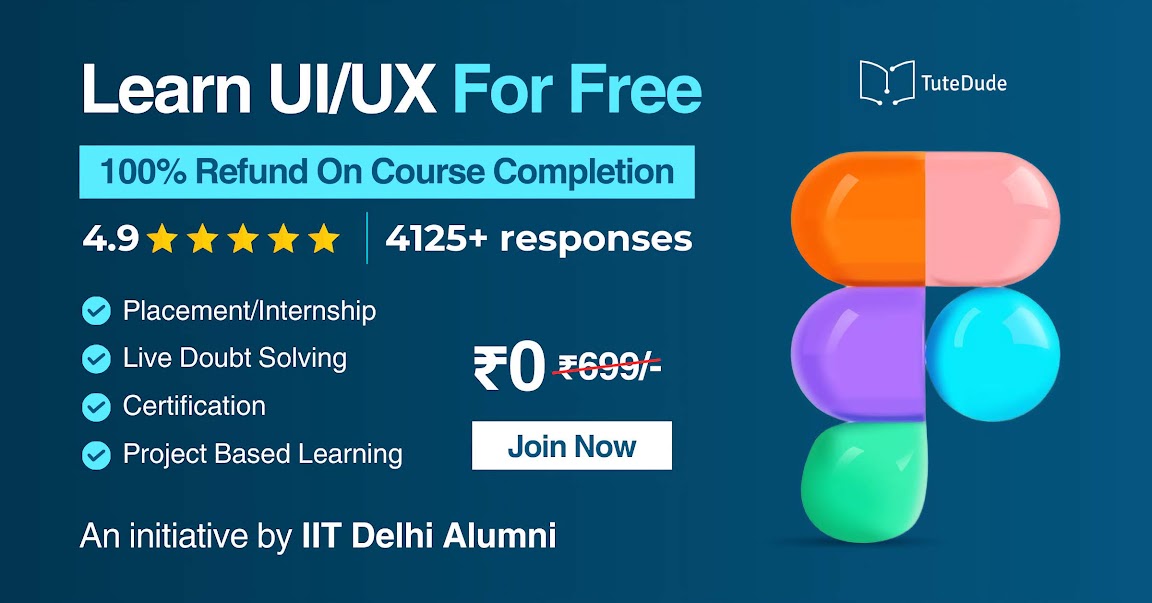 Learn UI/UX For Free
TuteDude
100% Refund On Course Completion
4.9
4125+ responses
Placement/Internship
Live Doubt Solving
Certification
Project Based Learning
₹0 ₹699/-
Join Now
An initiative by IIT Delhi Alumni